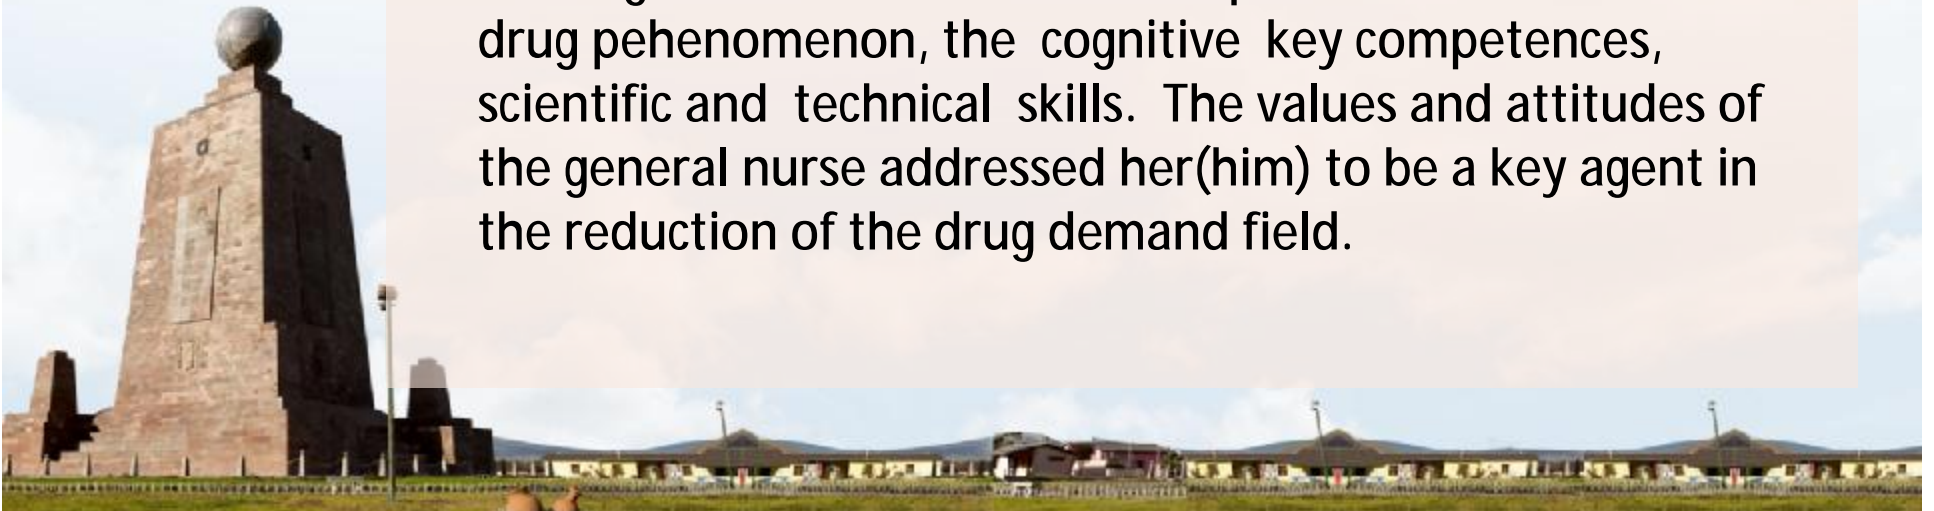 drug pehenomenon, the cognitive key competences,
scientific and technical skills. The values and attitudes of
the general nurse addressed her(him) to be a key agent in
the reduction of the drug demand field.